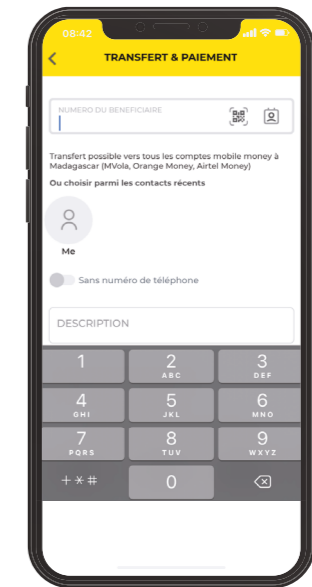 08:42
TRANSFERT & PAIEMENT
NUMERO DU BENEFICIAIRE
Transfert possible vers tous les comptes mobile money à
Madagascar (MVola, Orange Money, Airtel Money)
Ou choisir parmi les contacts récents
Me
Sans numéro de téléphone
DESCRIPTION
1 2 3
ABC DEF
4 5 6
GHI JKL MNO
7 8 9
PQRS TUV WXYZ
+*# 0